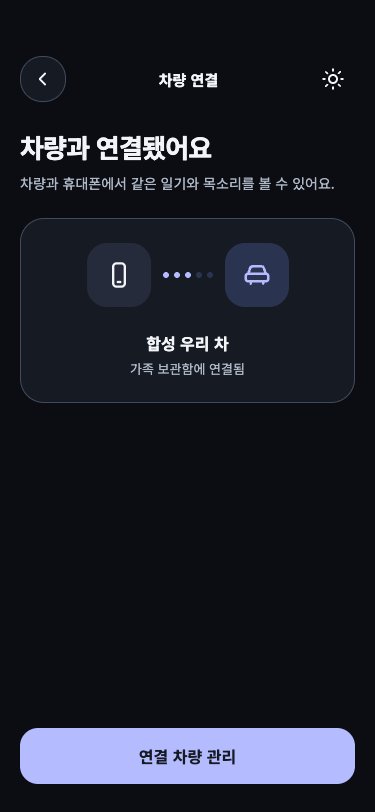 차량 연결
차량과 연결됐어요
차량과 휴대폰에서 같은 일기와 목소리를 볼 수 있어요.
합성 우리 차
가족 보관함에 연결됨
연결 차량 관리